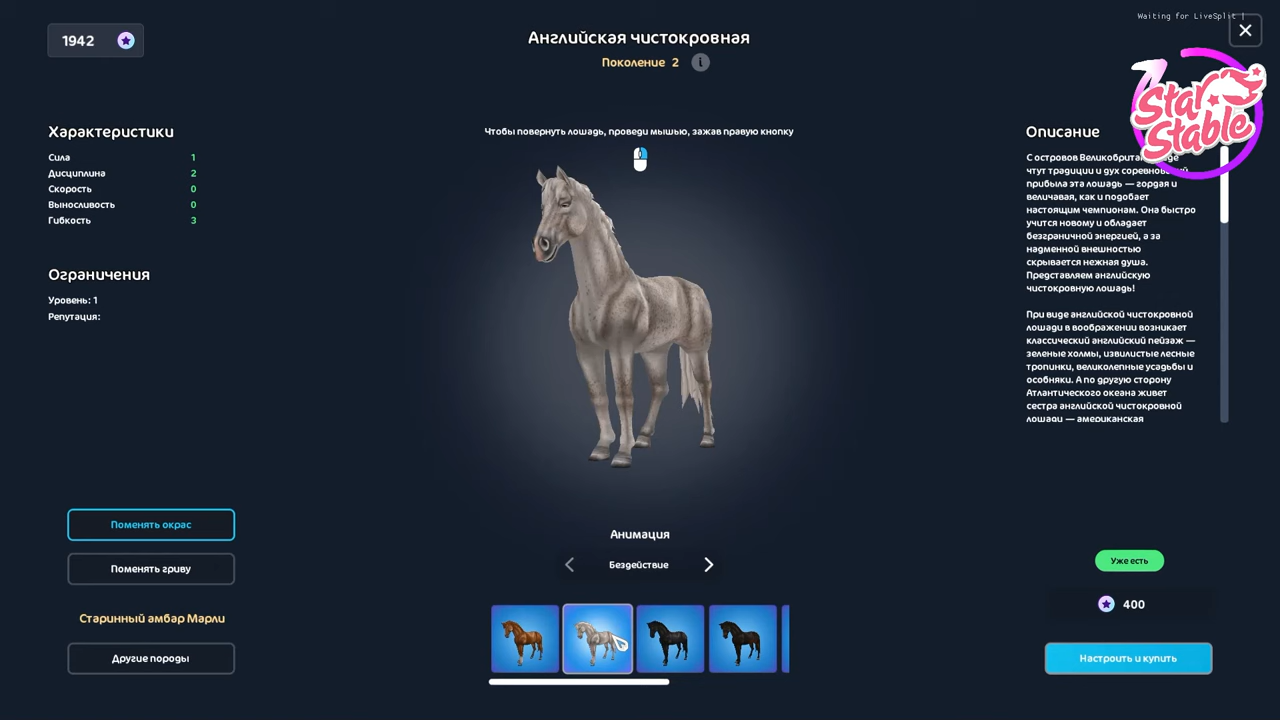 Waiting for LiveSplit |
1942
Английская чистокровная
Поколение 2
i
Star
Stable
Характеристики
Сила 1
Дисциплина 2
Скорость 0
Выносливость 0
Гибкость 3
Ограничения
Уровень: 1
Репутация:
Чтобы повернуть лошадь, проведи мышью, зажав правую кнопку
Описание
С островов
чтут традиции и дух
прибыла эта лошадь — гордая и
величавая, как и подобает
настоящим чемпионам. Она быстро
учится новому и обладает
безграничной энергией, а за
надменной внешностью
скрывается нежная душа.
Представляем английскую
чистокровную лошадь!
При виде английской чистокровной
лошади в воображении возникает
классический английский пейзаж —
зеленые холмы, извилистые лесные
тропинки, великолепные усадьбы и
особняки. А по другую сторону
Атлантического океана живет
сестра английской чистокровной
лошади — американская
Поменять окрас
Поменять гриву
Старинный амбар Марли
Другие породы
Анимация
Бездействие
Уже есть
400
Настроить и купить